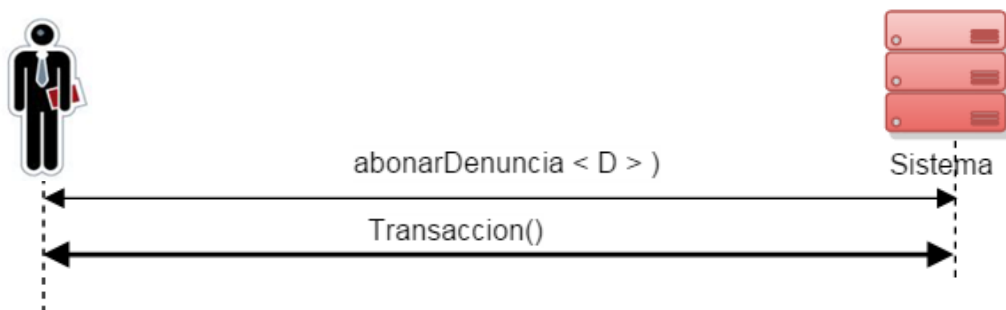 abonarDenuncia < D > )
Sistema
Transaccion()